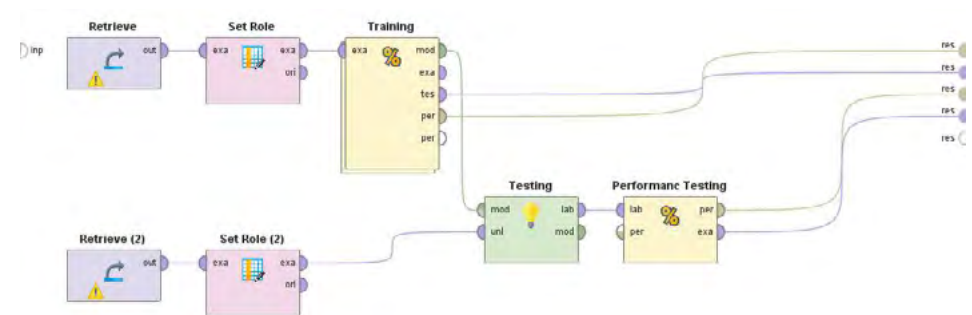 Retrieve Set Role Training
inp out exa exa exa mod res
ori exa res
tes res
per res
per res
Testing Performanc Testing
mod lab lab per
unl mod per exa
Retrieve (2) Set Role (2)
out exa exa
ori